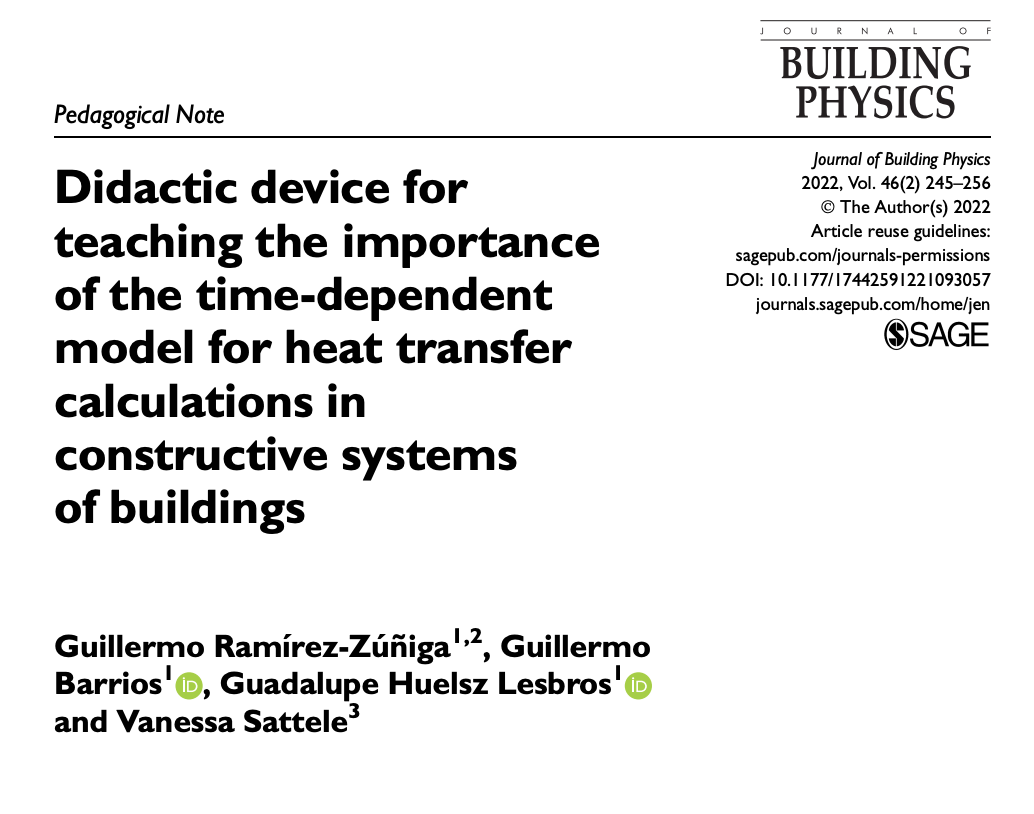 JOURNAL OF
BUILDING
PHYSICS
Pedagogical Note
Journal of Building Physics
2022, Vol. 46(2) 245–256
© The Author(s) 2022
Article reuse guidelines:
sagepub.com/journals-permissions
DOI: 10.1177/17442591221093057
journals.sagepub.com/home/jen
SAGE
Didactic device for
teaching the importance
of the time-dependent
model for heat transfer
calculations in
constructive systems
of buildings
Guillermo Ramírez-Zúñiga1,2, Guillermo
Barrios1 iD, Guadalupe Huelsz Lesbros1 iD
and Vanessa Sattele3